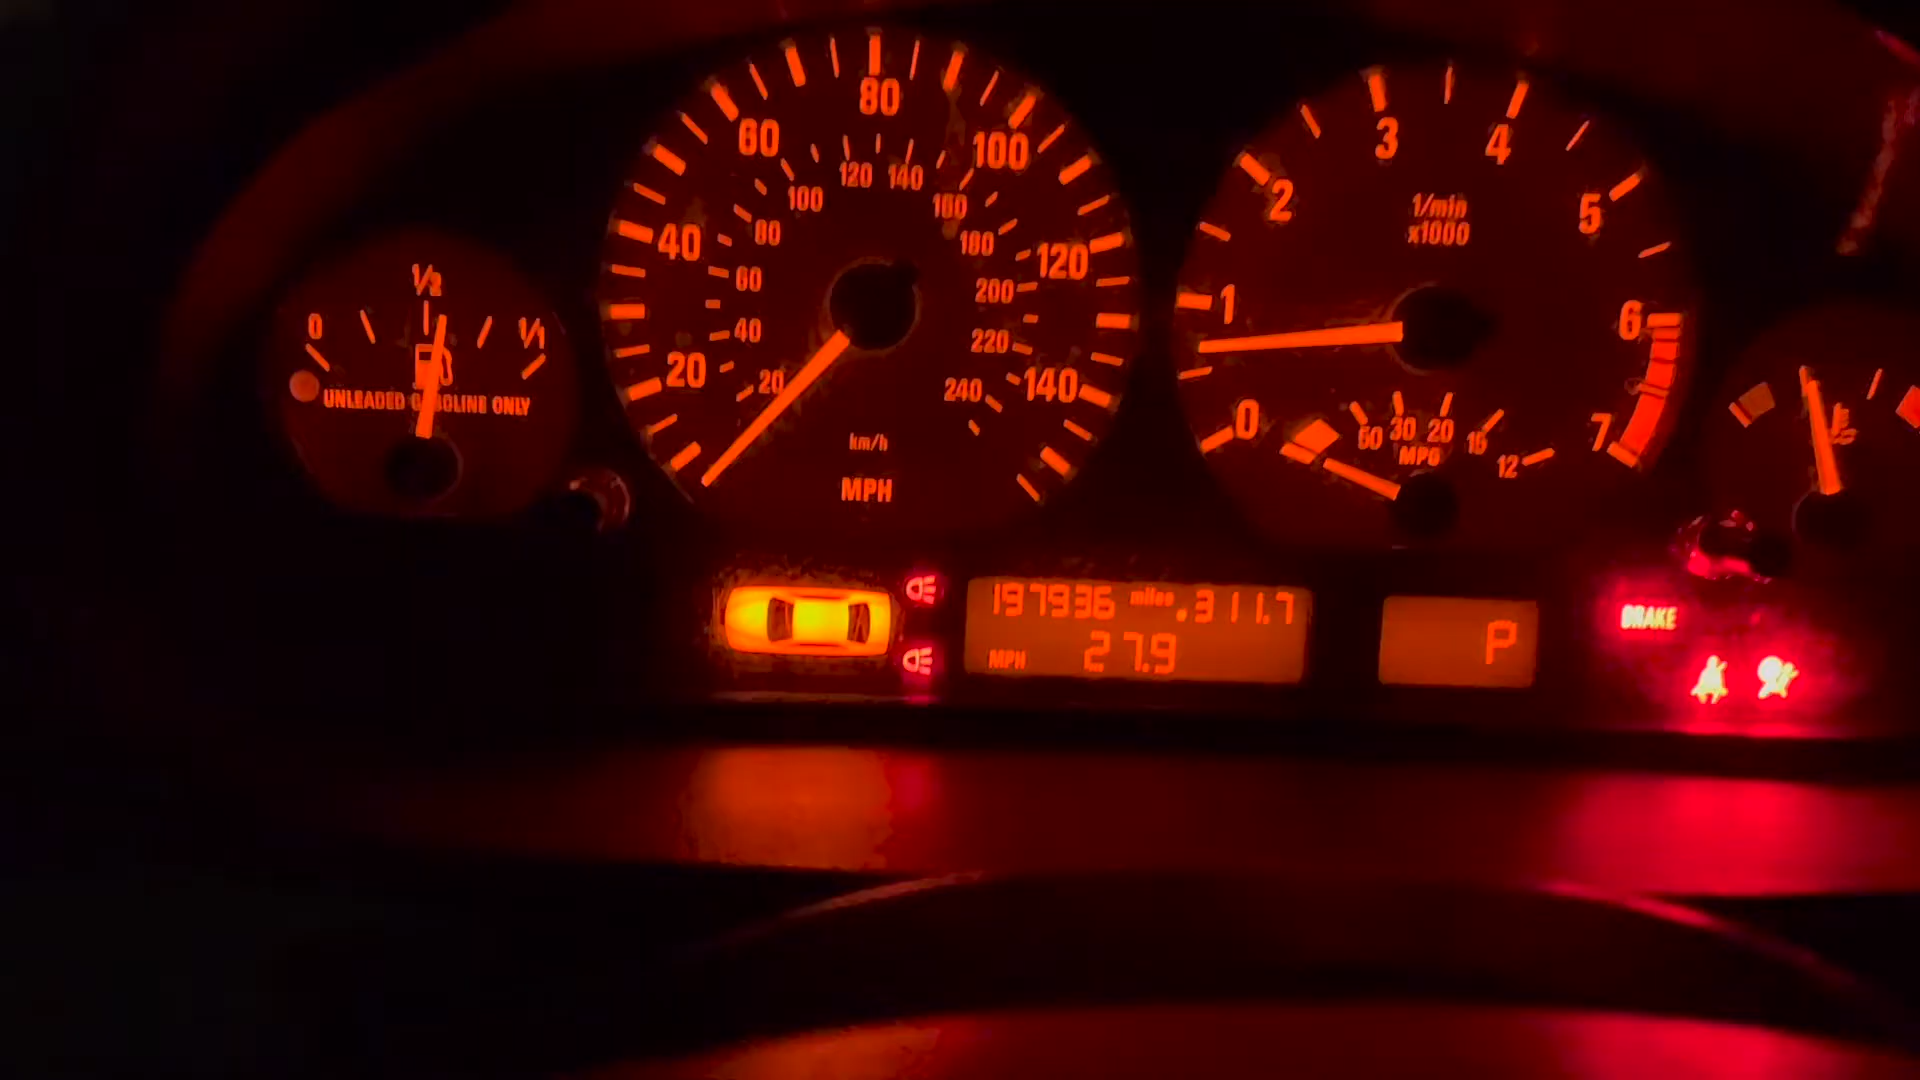 0 1/2 1/1
UNLEADED GASOLINE ONLY
20 40 60 80 100 120 140
20 40 60 80 100 120 140 160 180 200 220 240
km/h
MPH
0 1 2 3 4 5 6 7
1/min
x1000
50 30 20 15 12
MPG
197936 miles 311.7
MPH 27.9
P
BRAKE